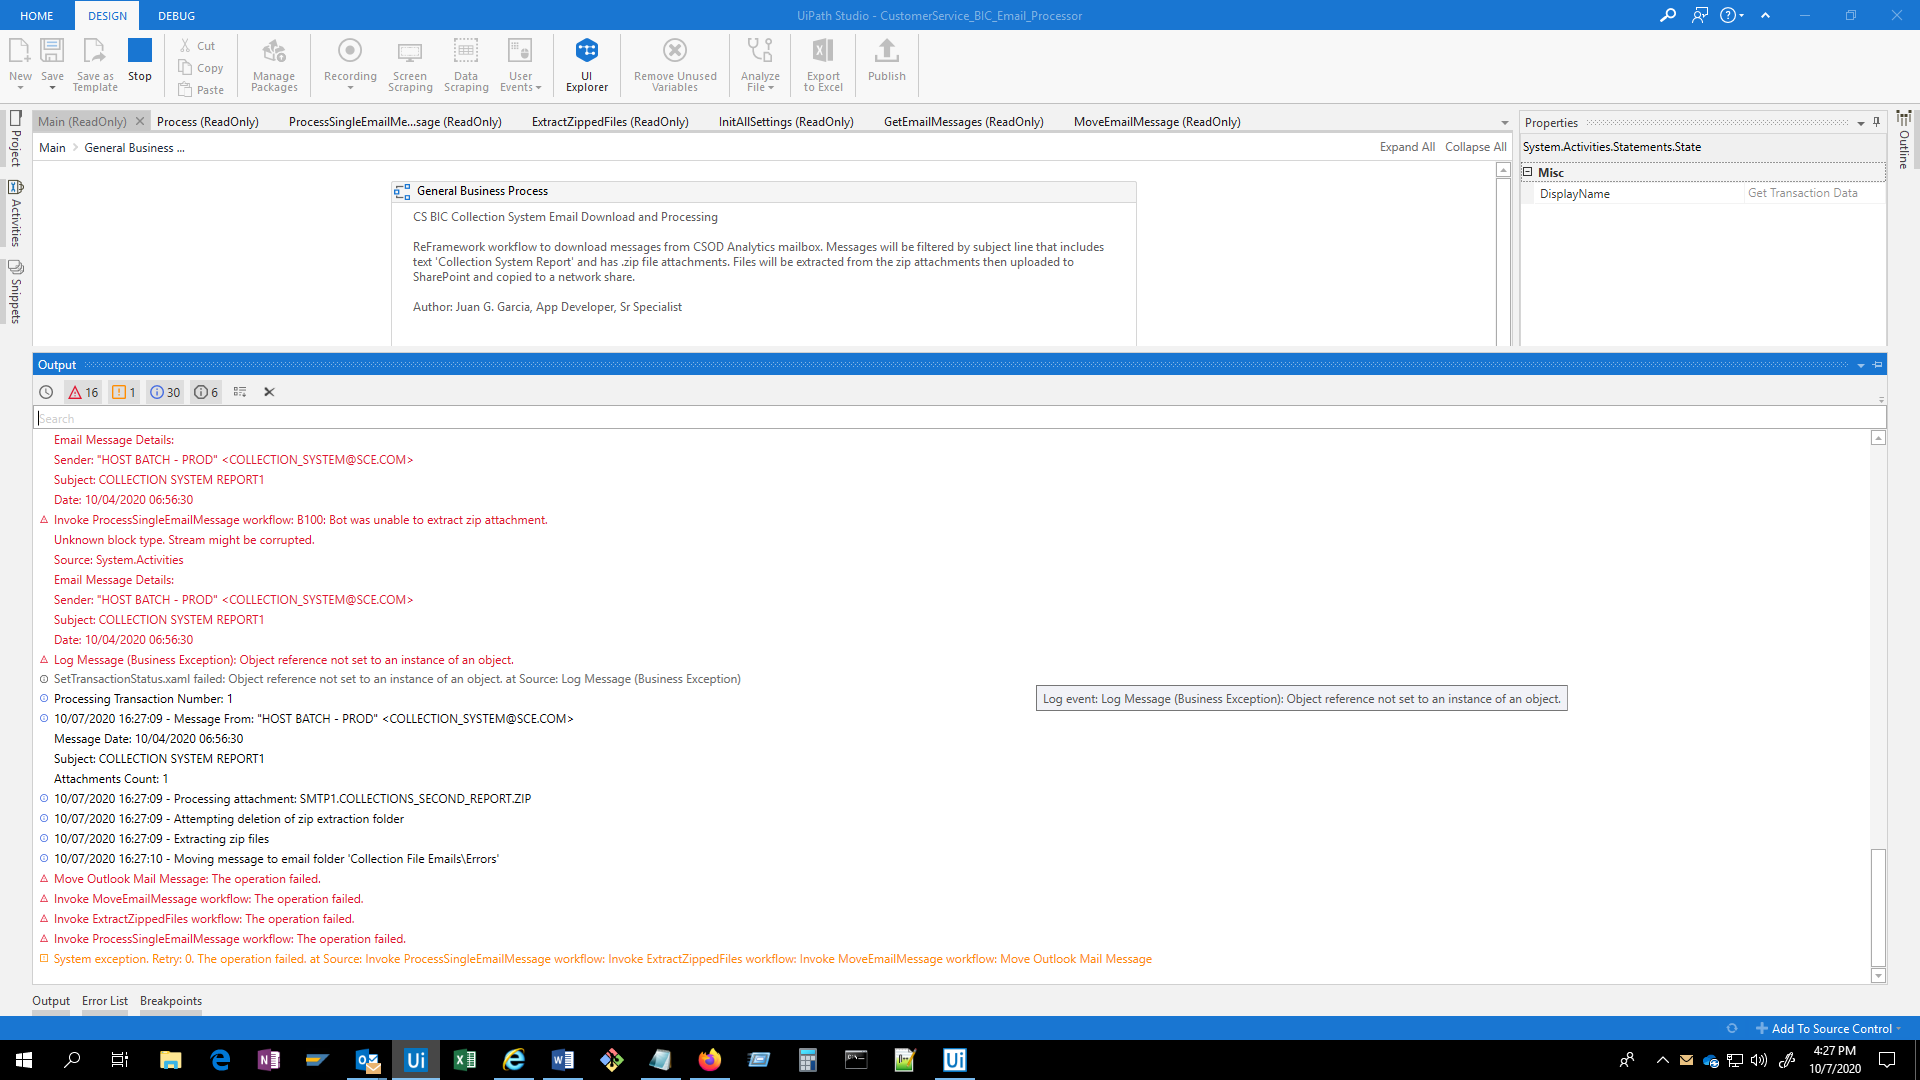 HOME DESIGN DEBUG UiPath Studio - CustomerService_BIC_Email_Processor
New Save Save as Template Stop Cut Copy Paste Manage Packages Recording Screen Scraping Data Scraping User Events UI Explorer Remove Unused Variables Analyze File Export to Excel Publish
Main (ReadOnly) Process (ReadOnly) ProcessSingleEmailMe...sage (ReadOnly) ExtractZippedFiles (ReadOnly) InitAllSettings (ReadOnly) GetEmailMessages (ReadOnly) MoveEmailMessage (ReadOnly)
Properties
Project
Activities
Snippets
Outline
Main > General Business ... Expand All Collapse All
System.Activities.Statements.State
Misc
DisplayName Get Transaction Data
General Business Process
CS BIC Collection System Email Download and Processing
ReFramework workflow to download messages from CSOD Analytics mailbox. Messages will be filtered by subject line that includes
text 'Collection System Report' and has .zip file attachments. Files will be extracted from the zip attachments then uploaded to
SharePoint and copied to a network share.
Author: Juan G. Garcia, App Developer, Sr Specialist
Output
16 1 30 6
Search
Email Message Details:
Sender: "HOST BATCH - PROD" <COLLECTION_SYSTEM@SCE.COM>
Subject: COLLECTION SYSTEM REPORT1
Date: 10/04/2020 06:56:30
Invoke ProcessSingleEmailMessage workflow: B100: Bot was unable to extract zip attachment.
Unknown block type. Stream might be corrupted.
Source: System.Activities
Email Message Details:
Sender: "HOST BATCH - PROD" <COLLECTION_SYSTEM@SCE.COM>
Subject: COLLECTION SYSTEM REPORT1
Date: 10/04/2020 06:56:30
Log Message (Business Exception): Object reference not set to an instance of an object.
SetTransactionStatus.xaml failed: Object reference not set to an instance of an object. at Source: Log Message (Business Exception)
Processing Transaction Number: 1
Log event: Log Message (Business Exception): Object reference not set to an instance of an object.
10/07/2020 16:27:09 - Message From: "HOST BATCH - PROD" <COLLECTION_SYSTEM@SCE.COM>
Message Date: 10/04/2020 06:56:30
Subject: COLLECTION SYSTEM REPORT1
Attachments Count: 1
10/07/2020 16:27:09 - Processing attachment: SMTP1.COLLECTIONS_SECOND_REPORT.ZIP
10/07/2020 16:27:09 - Attempting deletion of zip extraction folder
10/07/2020 16:27:09 - Extracting zip files
10/07/2020 16:27:10 - Moving message to email folder 'Collection File Emails\Errors'
Move Outlook Mail Message: The operation failed.
Invoke MoveEmailMessage workflow: The operation failed.
Invoke ExtractZippedFiles workflow: The operation failed.
Invoke ProcessSingleEmailMessage workflow: The operation failed.
System exception. Retry: 0. The operation failed. at Source: Invoke ProcessSingleEmailMessage workflow: Invoke ExtractZippedFiles workflow: Invoke MoveEmailMessage workflow: Move Outlook Mail Message
Output Error List Breakpoints
Add To Source Control
Ui
Ui
4:27 PM
10/7/2020